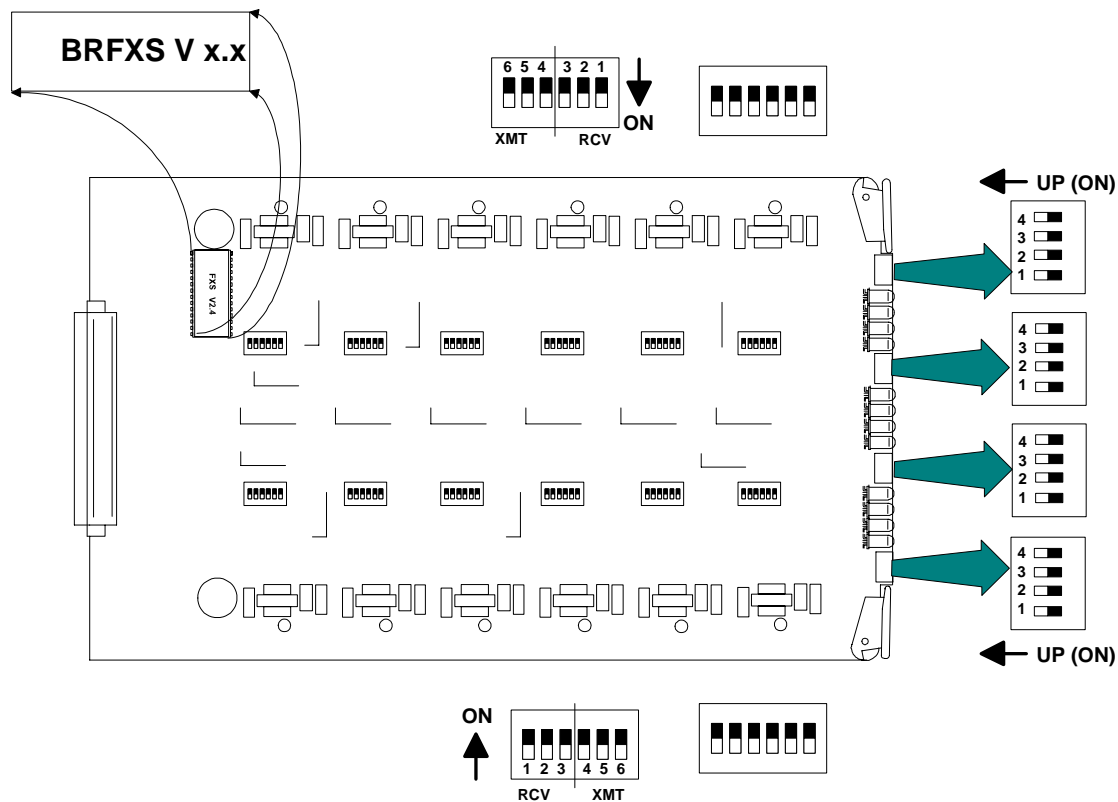 BRFXS V x.x
6 5 4 3 2 1
ON
XMT RCV
UP (ON)
4
3
2
1
FXS V2.4
4
3
2
1
4
3
2
1
4
3
2
1
UP (ON)
ON
1 2 3 4 5 6
RCV XMT